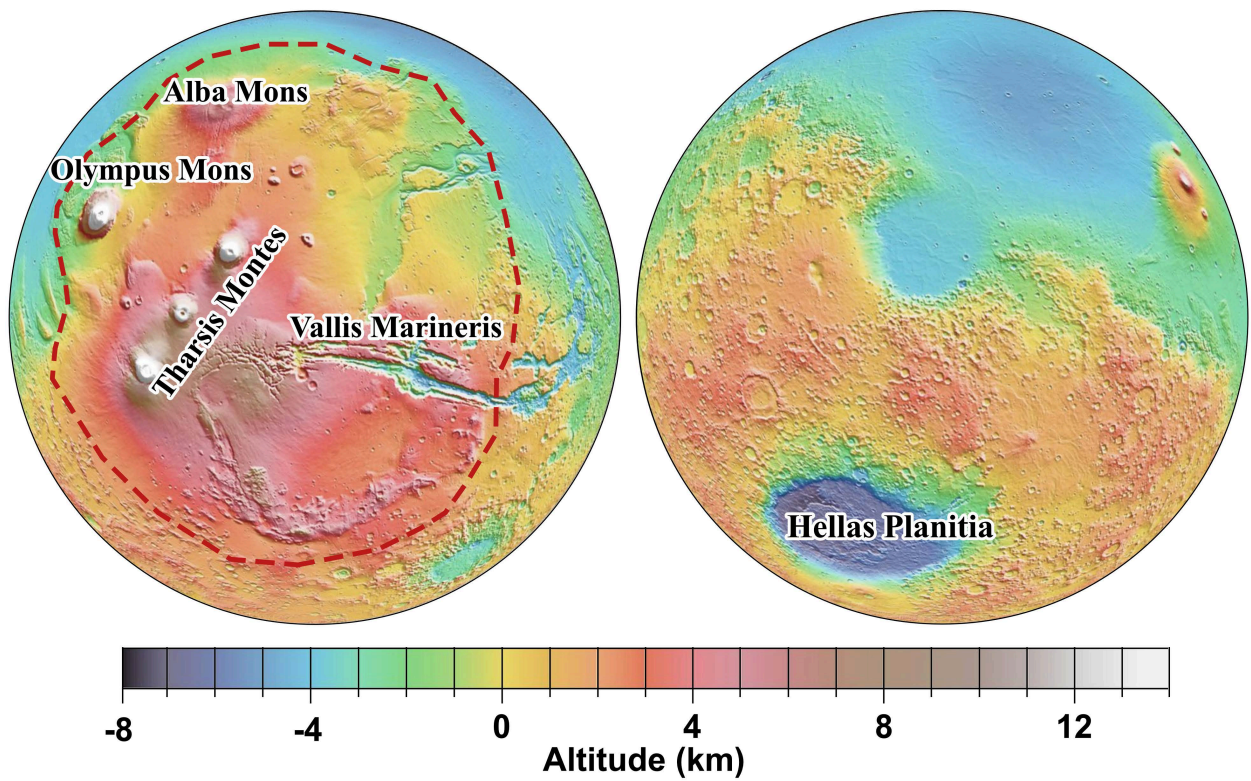 Alba Mons
Olympus Mons
Tharsis Montes
Vallis Marineris
Hellas Planitia
-8 -4 0 4 8 12
Altitude (km)